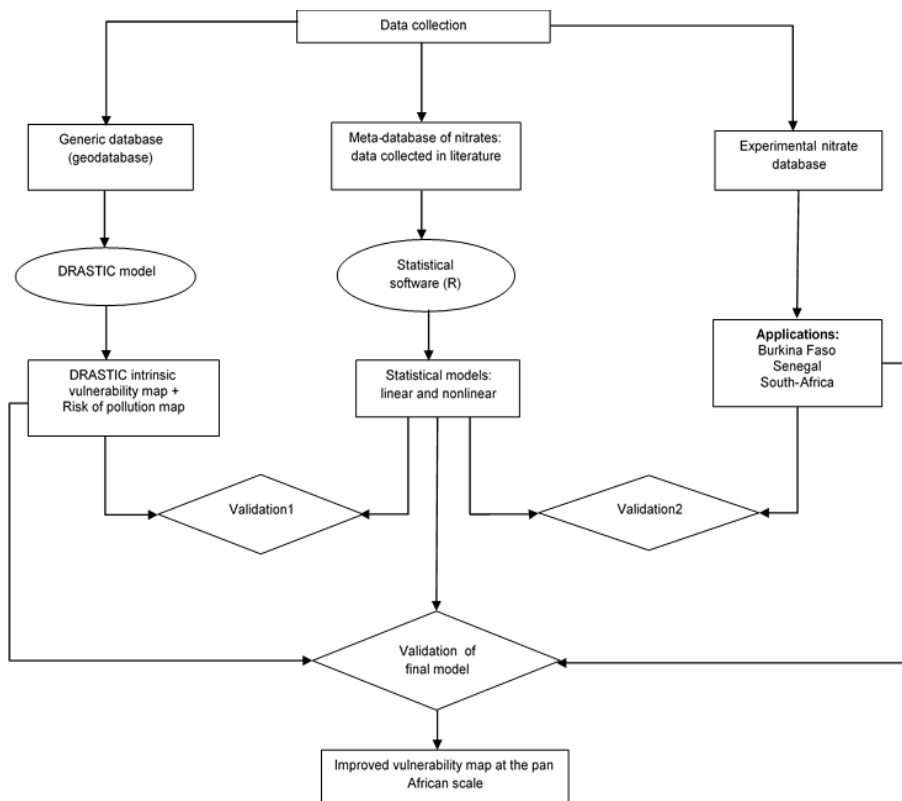 Data collection
Generic database
(geodatabase)
Meta-database of nitrates:
data collected in literature
Experimental nitrate
database
DRASTIC model
Statistical
software (R)
DRASTIC intrinsic
vulnerability map +
Risk of pollution map
Statistical models:
linear and nonlinear
Applications:
Burkina Faso
Senegal
South-Africa
Validation1
Validation2
Validation of
final model
Improved vulnerability map at the pan
African scale